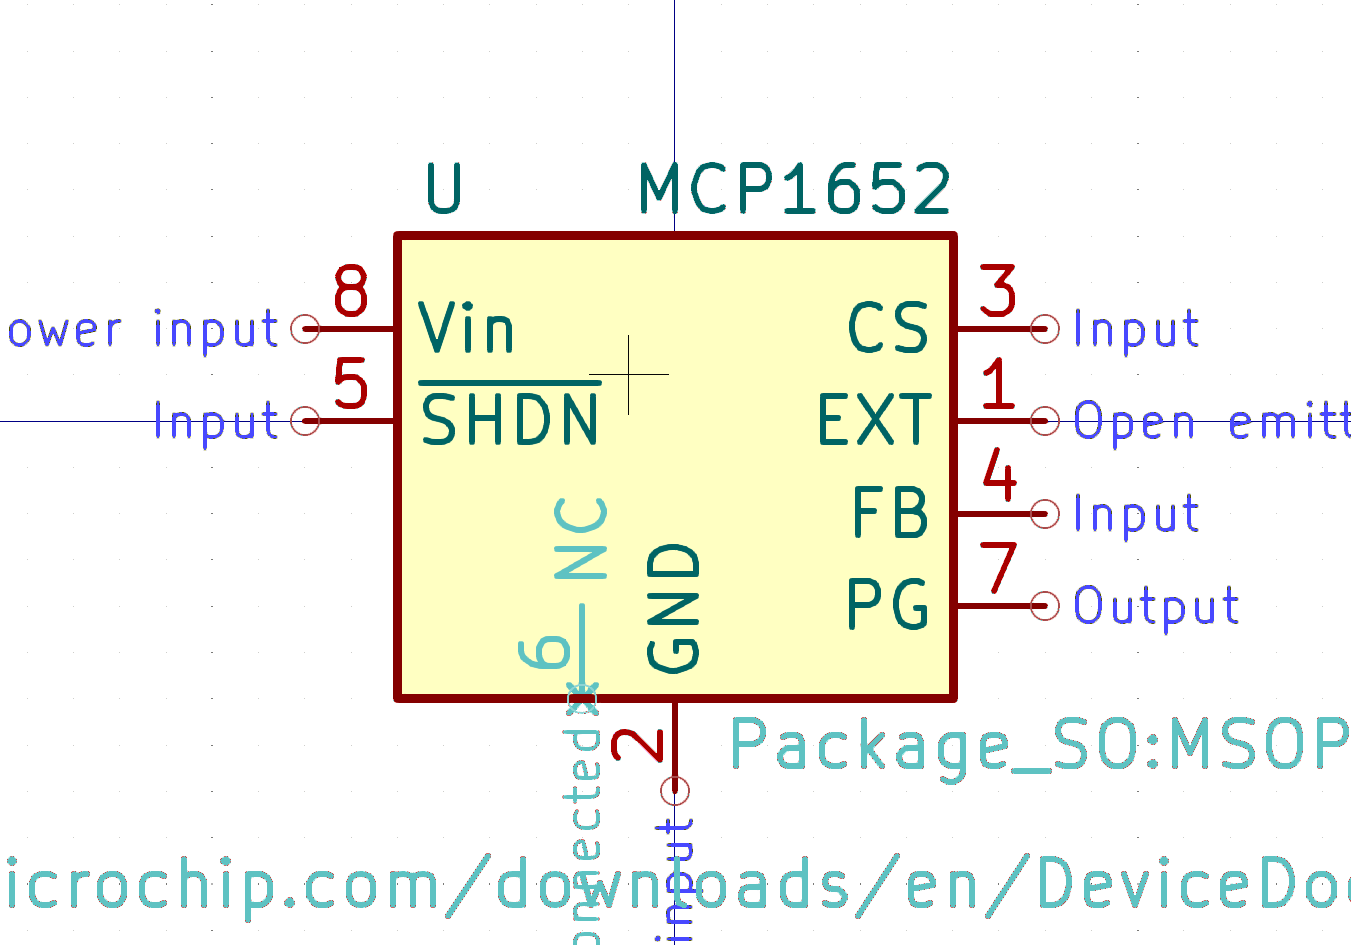 U MCP1652
8 3
ower input Vin CS Input
5 1
Input SHDN EXT Open emitt
4
NC FB Input
7
GND PG Output
6
2 Package_SO:MSOP
onnected
input
icrochip.com/downloads/en/DeviceDo